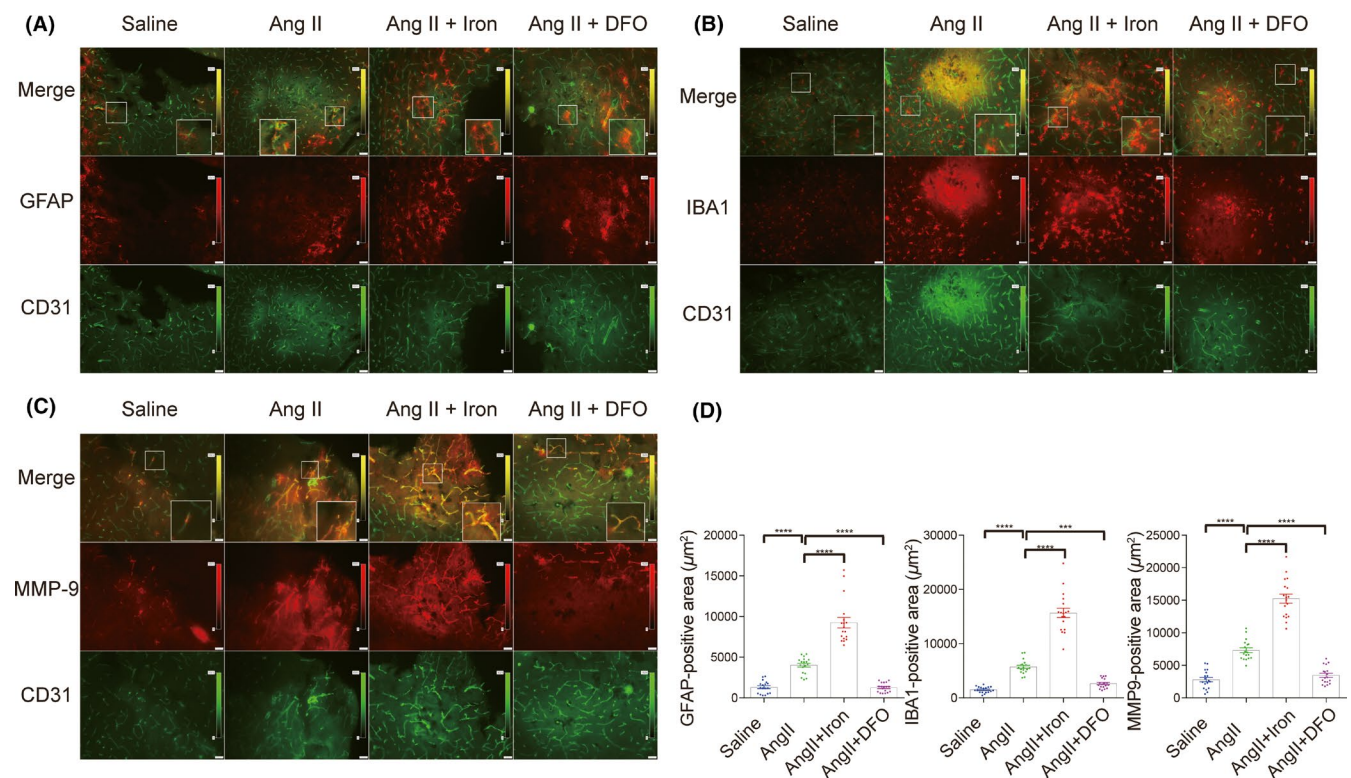 (A)
Saline Ang II Ang II + Iron Ang II + DFO
Merge
GFAP
CD31
(B)
Saline Ang II Ang II + Iron Ang II + DFO
Merge
IBA1
CD31
(C)
Saline Ang II Ang II + Iron Ang II + DFO
Merge
MMP-9
CD31
(D)
GFAP-positive area (µm²)
20000
15000
10000
5000
0
**** ****
****
Saline AngII AngII+Iron AngII+DFO
IBA1-positive area (µm²)
30000
20000
10000
0
**** ***
****
Saline AngII AngII+Iron AngII+DFO
MMP9-positive area (µm²)
25000
20000
15000
10000
5000
0
**** ****
****
Saline AngII AngII+Iron AngII+DFO